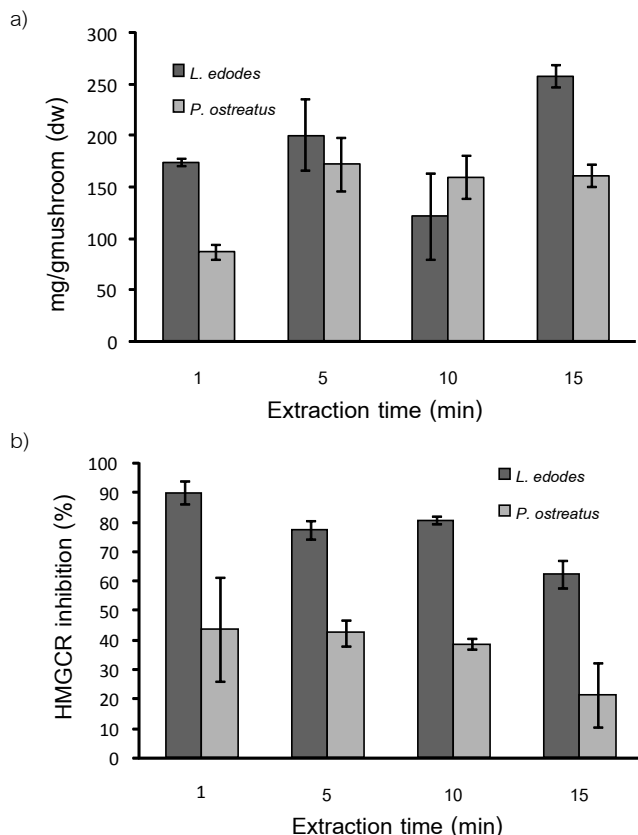 a)
300
250
200
150
100
50
0
mg/gmushroom (dw)
L. edodes
P. ostreatus
1 5 10 15
Extraction time (min)
b)
100
90
80
70
60
50
40
30
20
10
0
HMGCR inhibition (%)
L. edodes
P. ostreatus
1 5 10 15
Extraction time (min)